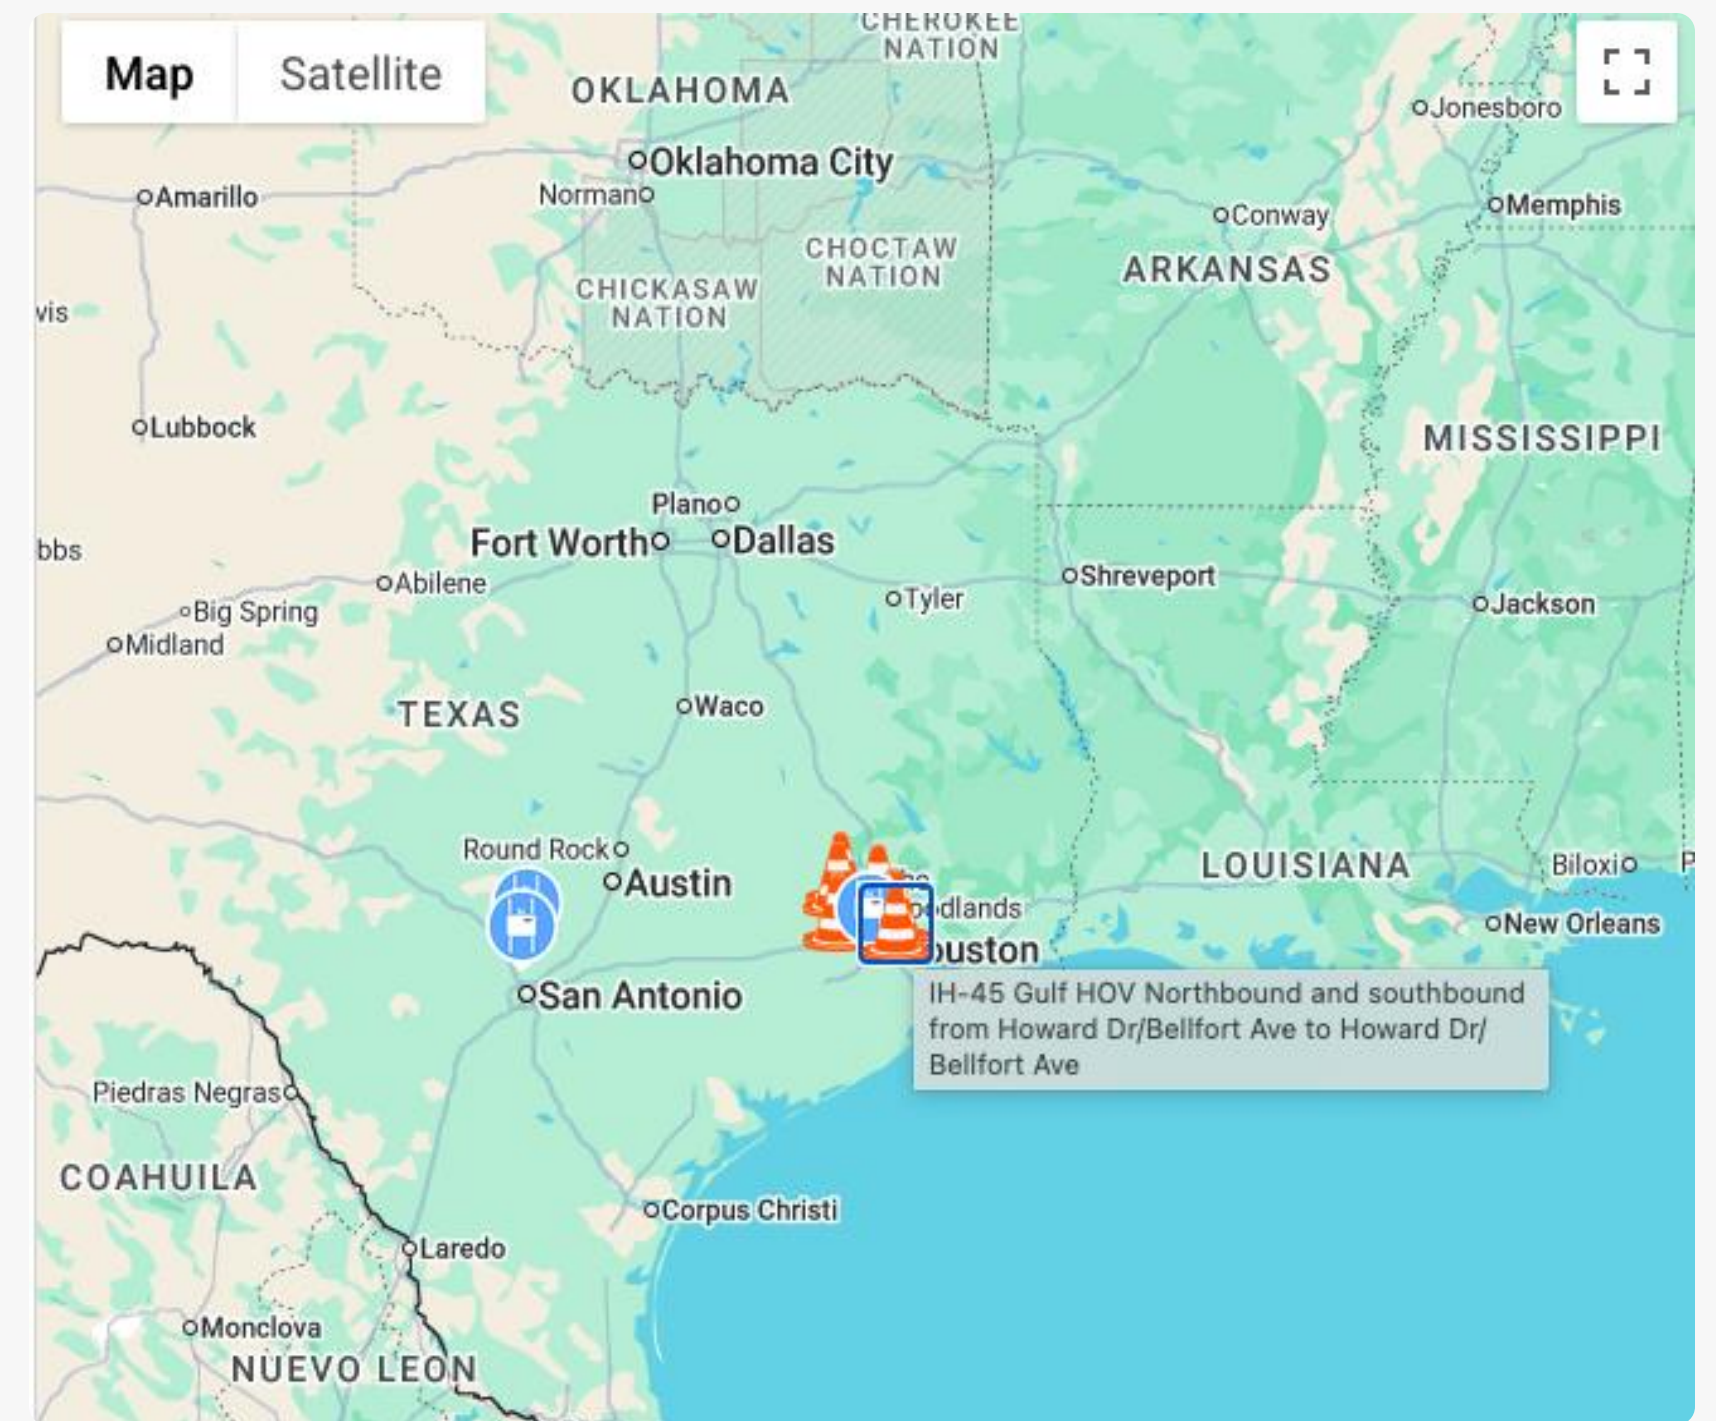 CHEROKEE
NATION
Map
Satellite
OKLAHOMA
Jonesboro
Oklahoma City
Norman
Amarillo
Conway
Memphis
CHOCTAW
NATION
ARKANSAS
CHICKASAW
NATION
vis
Lubbock
MISSISSIPPI
Plano
Fort Worth
Dallas
bbs
Abilene
Shreveport
Tyler
Big Spring
Jackson
Midland
Waco
TEXAS
Round Rock
Austin
LOUISIANA
Biloxi
P
odlands
New Orleans
ouston
San Antonio
IH-45 Gulf HOV Northbound and southbound
from Howard Dr/Bellfort Ave to Howard Dr/
Bellfort Ave
Piedras Negras
COAHUILA
Corpus Christi
Laredo
Monclova
NUEVO LEON